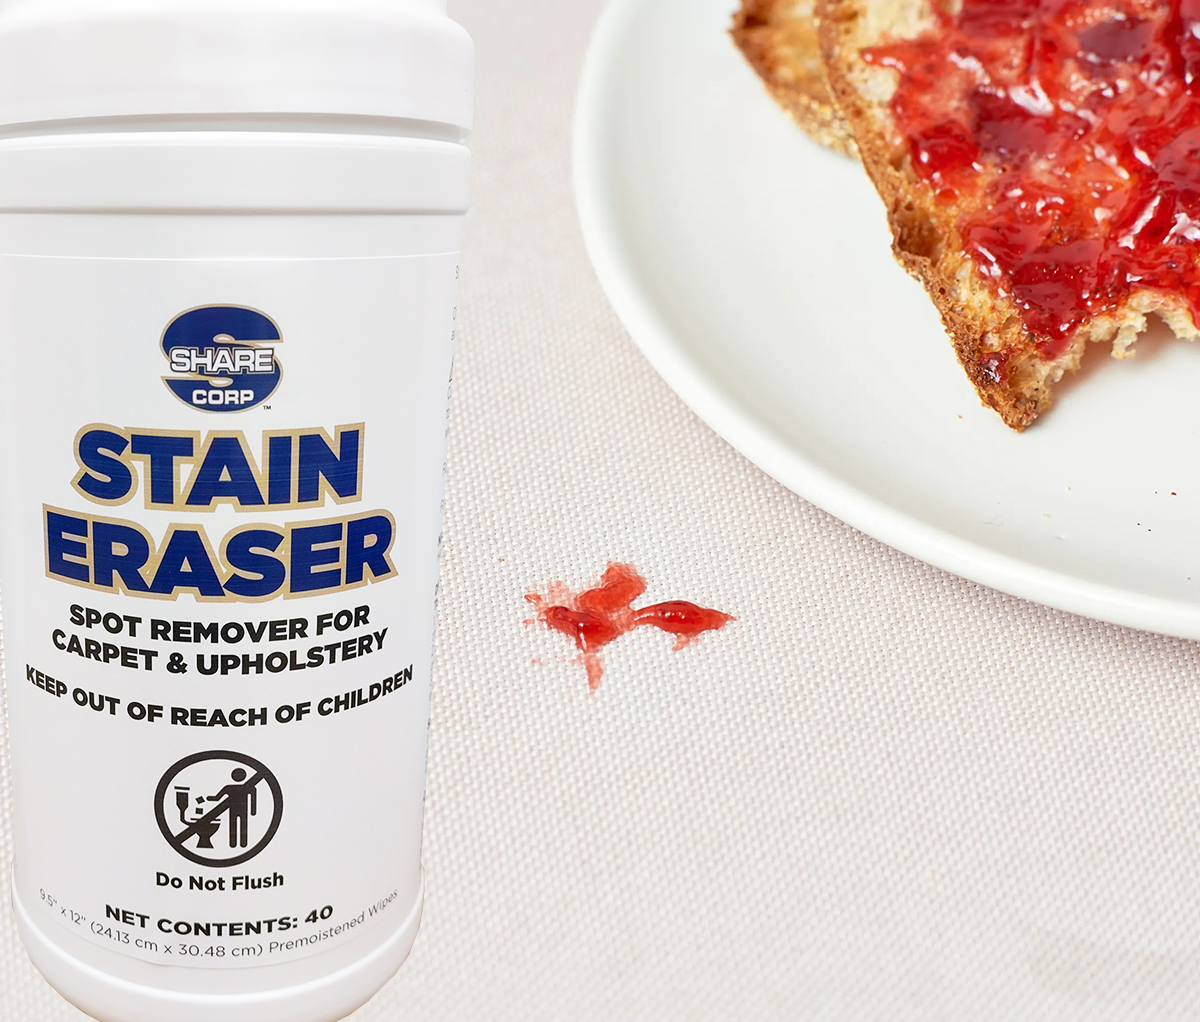 SHARE
CORP
™
STAIN
ERASER
SPOT REMOVER FOR
CARPET & UPHOLSTERY
KEEP OUT OF REACH OF CHILDREN
Do Not Flush
NET CONTENTS: 40
9.5" x 12" (24.13 cm x 30.48 cm) Premoistened Wipes